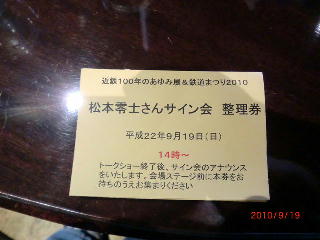 近鉄100年のあゆみ展&鉄道まつり2010
松本零士さんサイン会 整理券
平成22年9月19日(日)
14時~
トークショー終了後、サイン会のアナウンス
をいたします。会場ステージ前に本券をお
持ちのうえお集まりください
2010/9/19